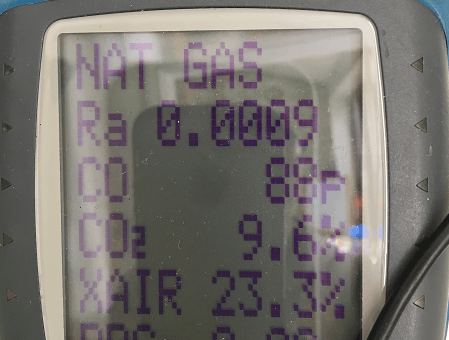 NAT GAS
Ra 0.0009
CO 88p
CO2 9.6%
XAIR 23.3%